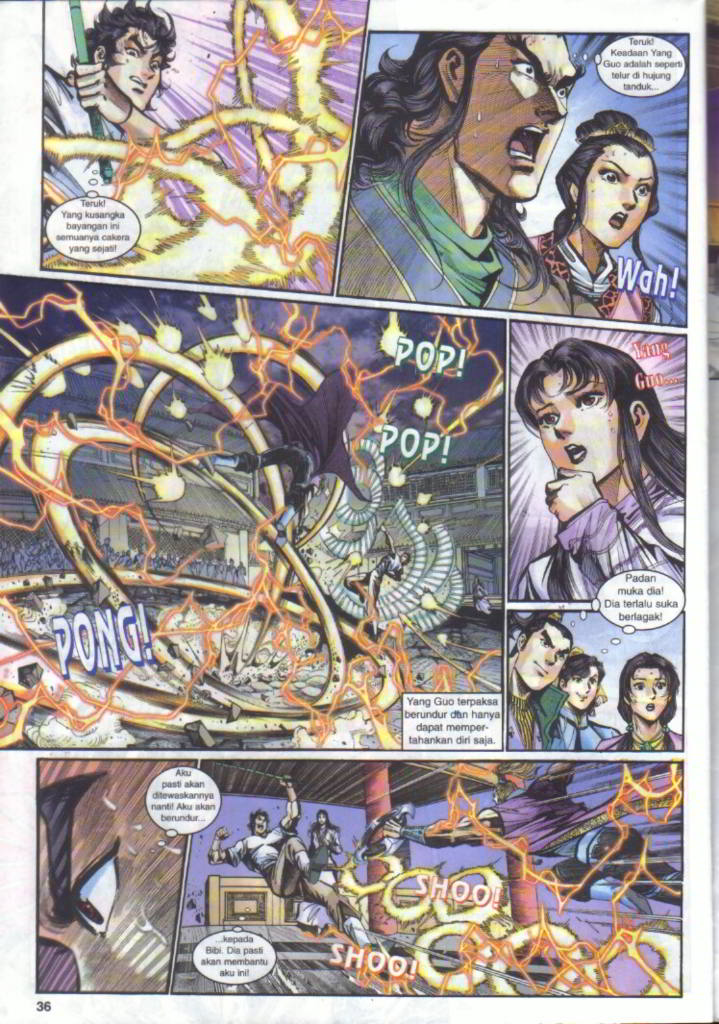 Teruk!
Yang kusangka
bayangan ini
semuanya cakera
yang sejati!
Teruk!
Keadaan Yang
Guo adalah seperti
telur di hujung
tanduk...
Wah!
POP!
POP!
PONG!
Yang Guo terpaksa
berundur dan hanya
dapat memper-
tahankan diri saja.
Yang
Guo...
Padan
muka dia!
Dia terlalu suka
berlagak!
Aku
pasti akan
ditewaskannya
nanti! Aku akan
berundur...
...kepada
Bibi. Dia pasti
akan membantu
aku ini!
SHOO!
SHOO!
36